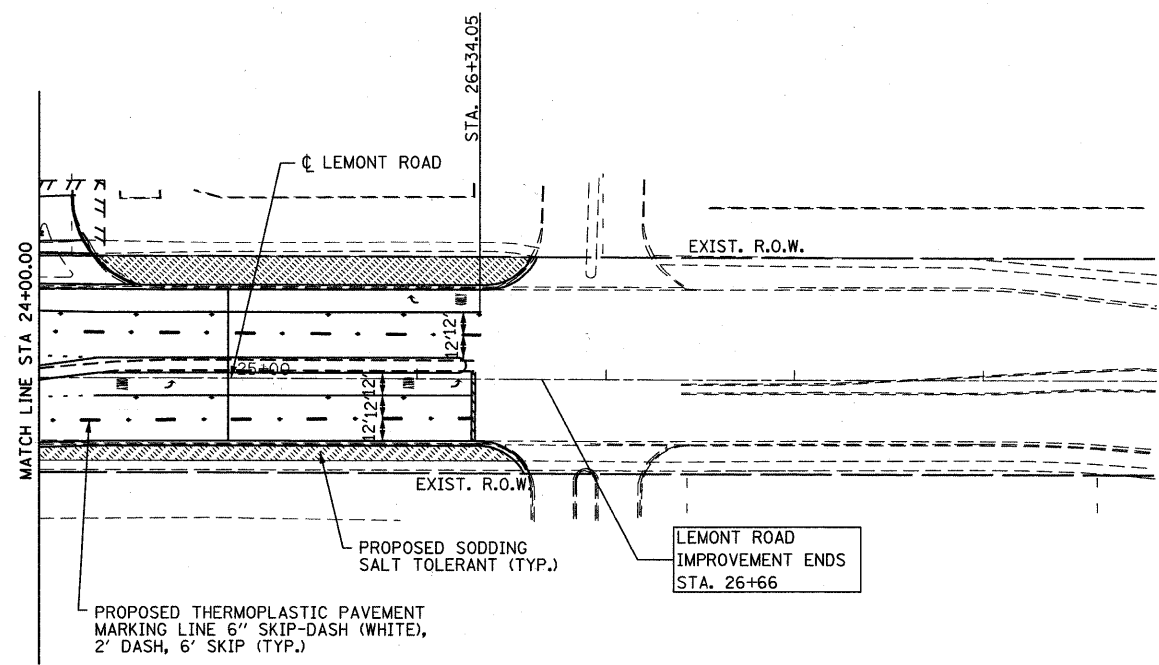 STA. 26+34.05
℄ LEMONT ROAD
EXIST. R.O.W.
MATCH LINE STA 24+00.00
12'12'
25+00
12'12'12'
EXIST. R.O.W.
PROPOSED SODDING
SALT TOLERANT (TYP.)
LEMONT ROAD
IMPROVEMENT ENDS
STA. 26+66
PROPOSED THERMOPLASTIC PAVEMENT
MARKING LINE 6" SKIP-DASH (WHITE),
2' DASH, 6' SKIP (TYP.)